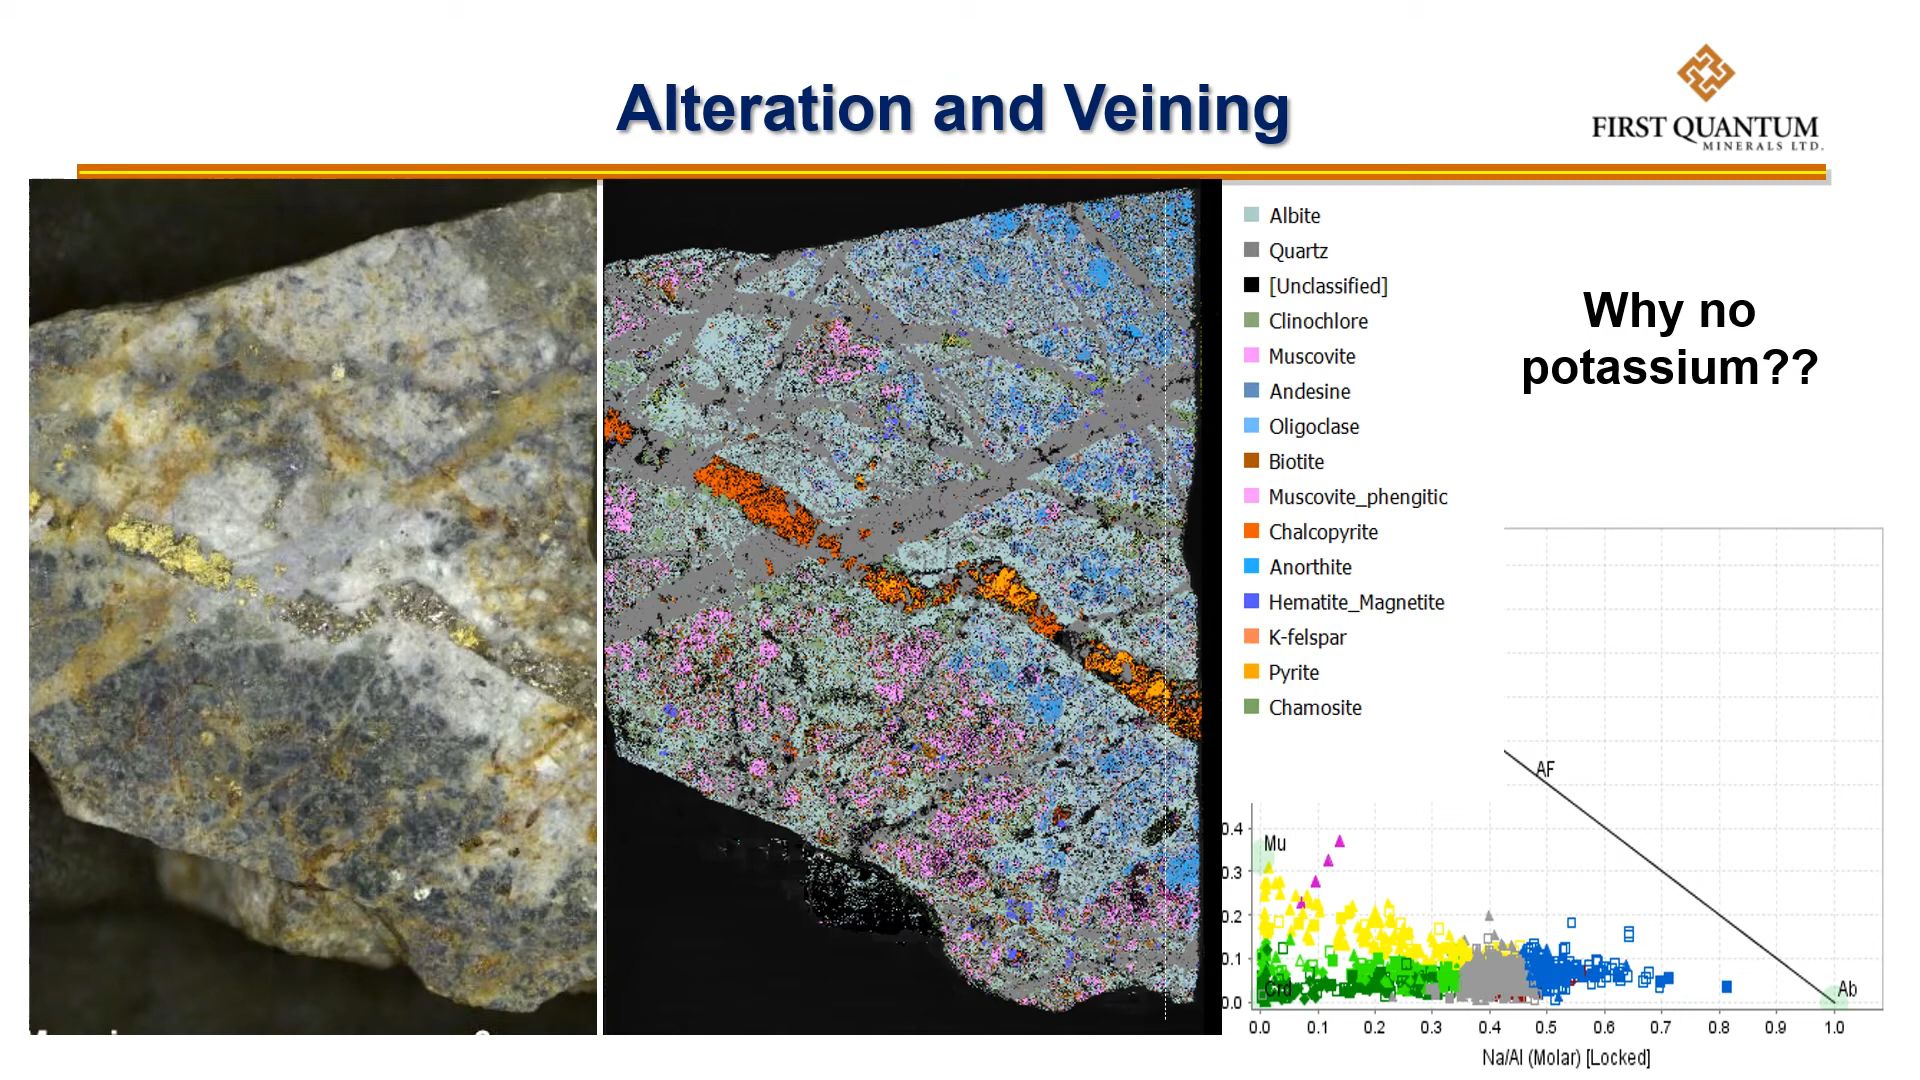 Alteration and Veining
FIRST QUANTUM
MINERALS LTD.
Albite
Quartz
[Unclassified]
Clinochlore
Muscovite
Andesine
Oligoclase
Biotite
Muscovite_phengitic
Chalcopyrite
Anorthite
Hematite_Magnetite
K-felspar
Pyrite
Chamosite
Why no
potassium??
AF
0.4
Mu
0.3
0.2
0.1
Crd
Ab
0.0
0.0 0.1 0.2 0.3 0.4 0.5 0.6 0.7 0.8 0.9 1.0
Na/Al (Molar) [Locked]